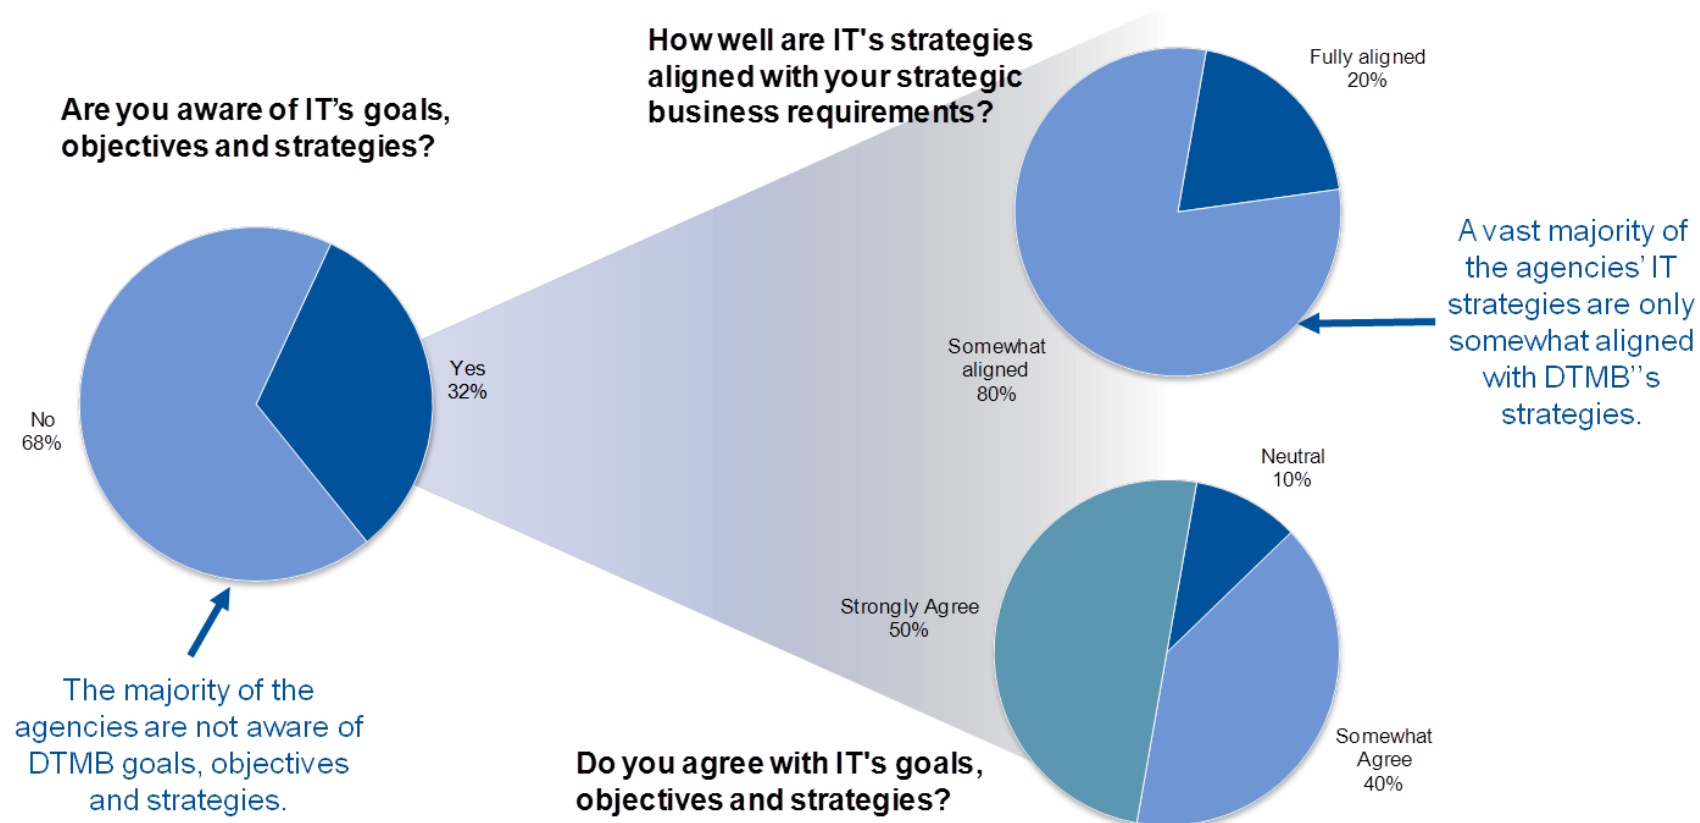 Are you aware of IT’s goals,
objectives and strategies?
No
68%
Yes
32%
The majority of the
agencies are not aware of
DTMB goals, objectives
and strategies.
How well are IT's strategies
aligned with your strategic
business requirements?
Fully aligned
20%
Somewhat
aligned
80%
A vast majority of
the agencies’ IT
strategies are only
somewhat aligned
with DTMB’’s
strategies.
Do you agree with IT's goals,
objectives and strategies?
Neutral
10%
Strongly Agree
50%
Somewhat
Agree
40%